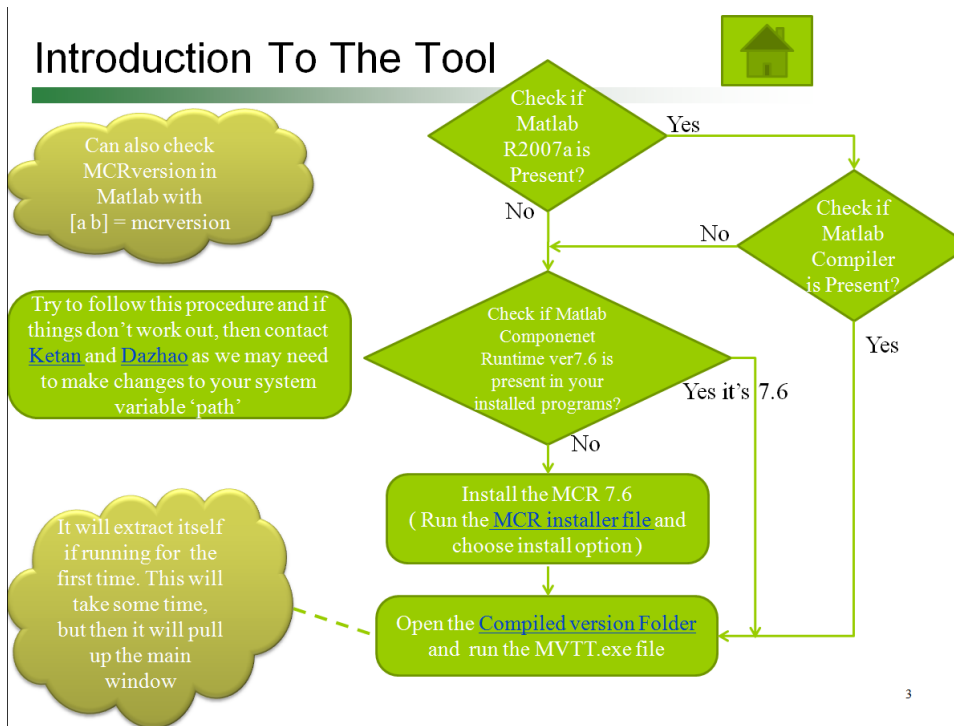 Introduction To The Tool
Check if
Matlab
R2007a is
Present?
Yes
No
Can also check
MCRversion in
Matlab with
[a b] = mcrversion
Check if
Matlab
Compiler
is Present?
No
Yes
Try to follow this procedure and if
things don’t work out, then contact
Ketan and Dazhao as we may need
to make changes to your system
variable ‘path’
Check if Matlab
Componenet
Runtime ver7.6 is
present in your
installed programs?
Yes it’s 7.6
No
Install the MCR 7.6
( Run the MCR installer file and
choose install option )
It will extract itself
if running for the
first time. This will
take some time,
but then it will pull
up the main
window
Open the Compiled version Folder
and run the MVTT.exe file
3